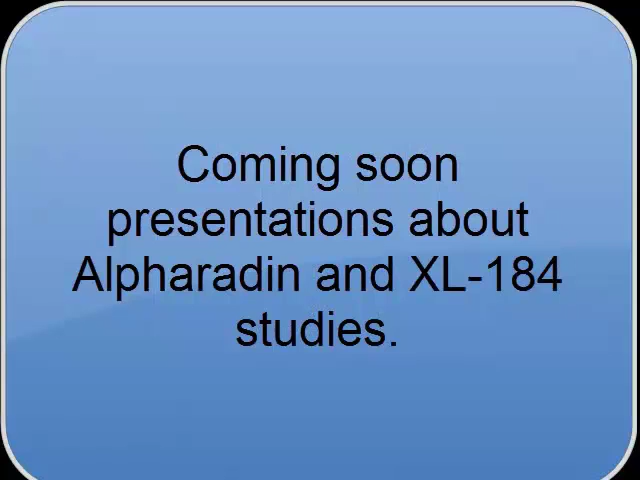 Coming soon
presentations about
Alpharadin and XL-184
studies.